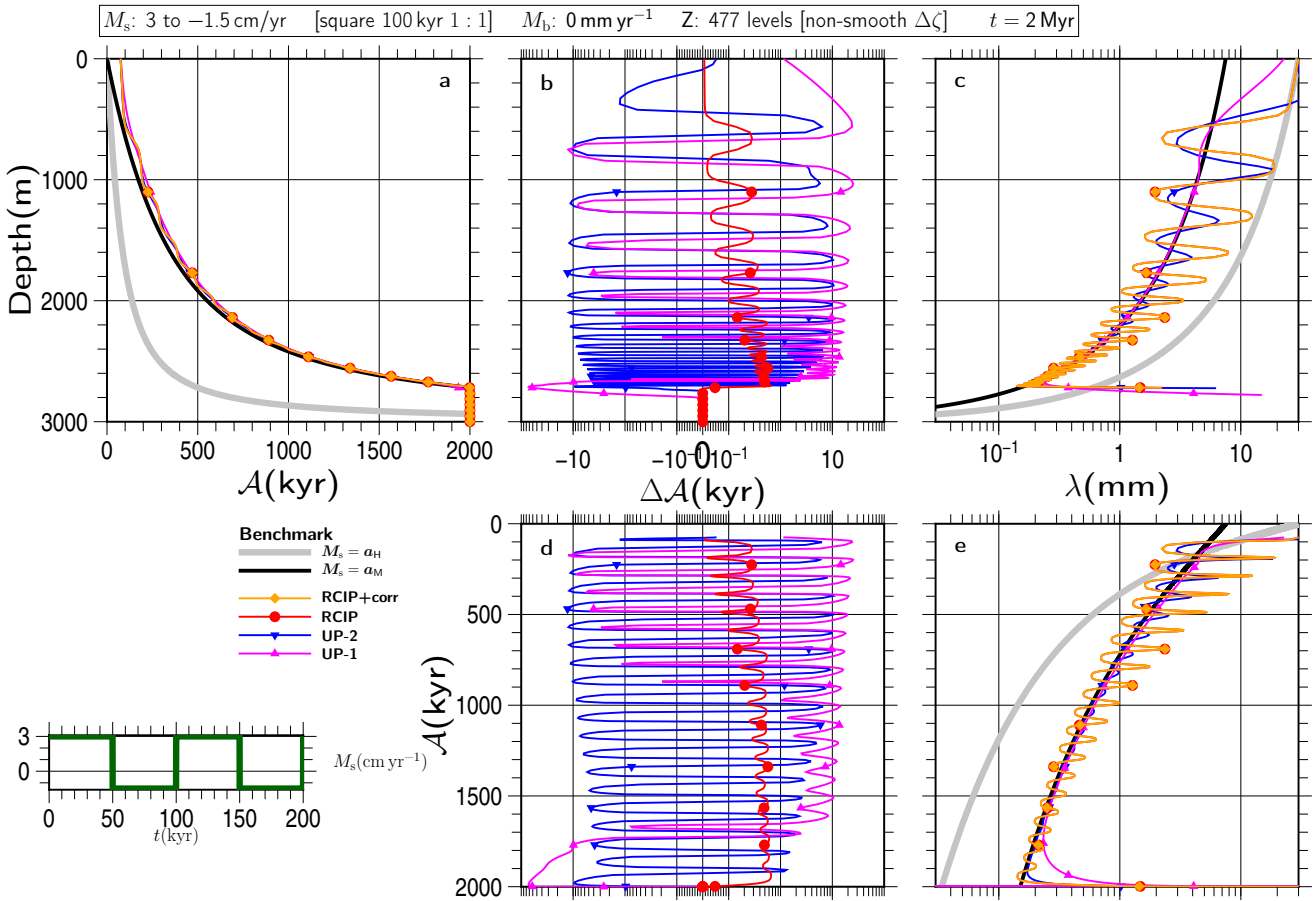 Mₛ: 3 to −1.5 cm/yr [square 100 kyr 1 : 1] M_b: 0 mm yr⁻¹ Z: 477 levels [non-smooth Δζ] t = 2 Myr
a
b
c
Depth(m)
0
1000
2000
3000
0 500 1000 1500 2000
𝒜(kyr)
−10 −10⁻¹ 0 10⁻¹ 10
Δ𝒜(kyr)
10⁻¹ 1 10
λ(mm)
Benchmark
Mₛ = a_H
Mₛ = a_M
RCIP+corr
RCIP
UP-2
UP-1
3
0
Mₛ(cm yr⁻¹)
0 50 100 150 200
t(kyr)
d
e
𝒜(kyr)
0
500
1000
1500
2000